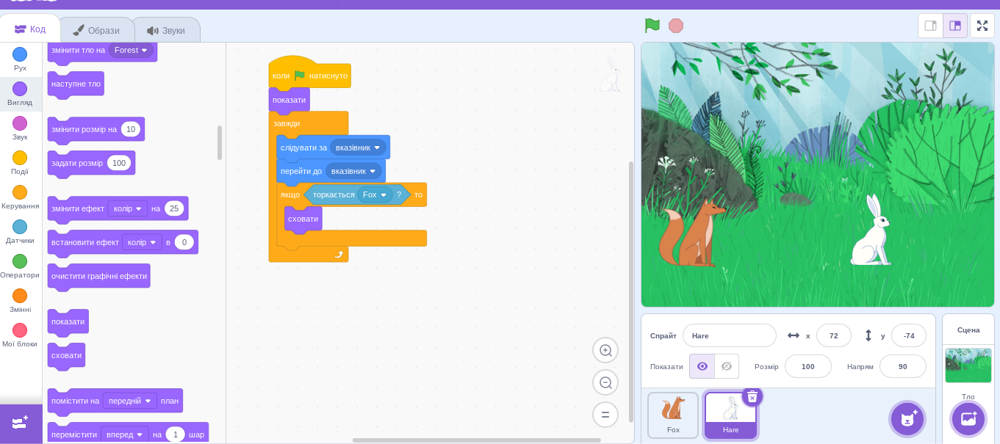 Код
Образи
Звуки
Рух
Вигляд
Звук
Події
Керування
Датчики
Оператори
Змінні
Мої блоки
змінити тло на Forest
наступне тло
змінити розмір на 10
задати розмір 100
змінити ефект колір на 25
встановити ефект колір в 0
очистити графічні ефекти
показати
сховати
помістити на передній план
перемістити вперед на 1 шар
коли натиснуто
показати
завжди
слідувати за вказівник
перейти до вказівник
якщо торкається Fox ? то
сховати
Спрайт Hare x 72 y -74
Показати Розмір 100 Напрям 90
Fox
Hare
Сцена
Тло